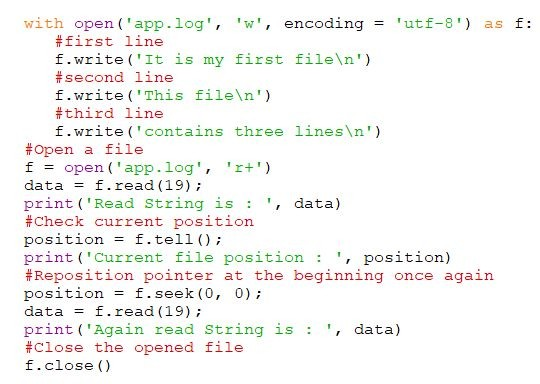 with open('app.log', 'w', encoding = 'utf-8') as f:
   #first line
   f.write('It is my first file\n')
   #second line
   f.write('This file\n')
   #third line
   f.write('contains three lines\n')
#Open a file
f = open('app.log', 'r+')
data = f.read(19);
print('Read String is : ', data)
#Check current position
position = f.tell();
print('Current file position : ', position)
#Reposition pointer at the beginning once again
position = f.seek(0, 0);
data = f.read(19);
print('Again read String is : ', data)
#Close the opened file
f.close()